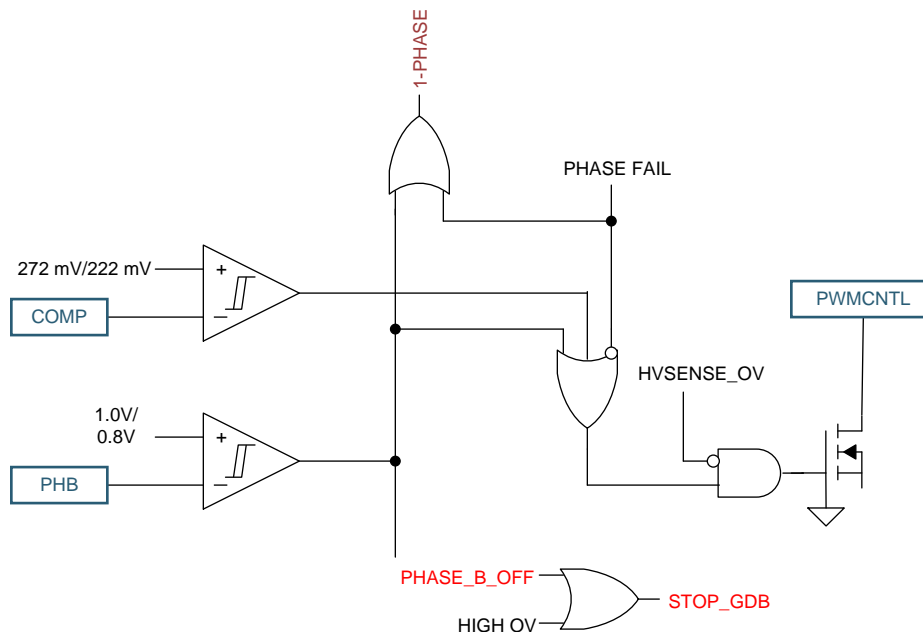 1-PHASE
PHASE FAIL
272 mV/222 mV
+
COMP
−
PWMCNTL
HVSENSE_OV
1.0V/
0.8V
+
PHB
−
PHASE_B_OFF
STOP_GDB
HIGH OV